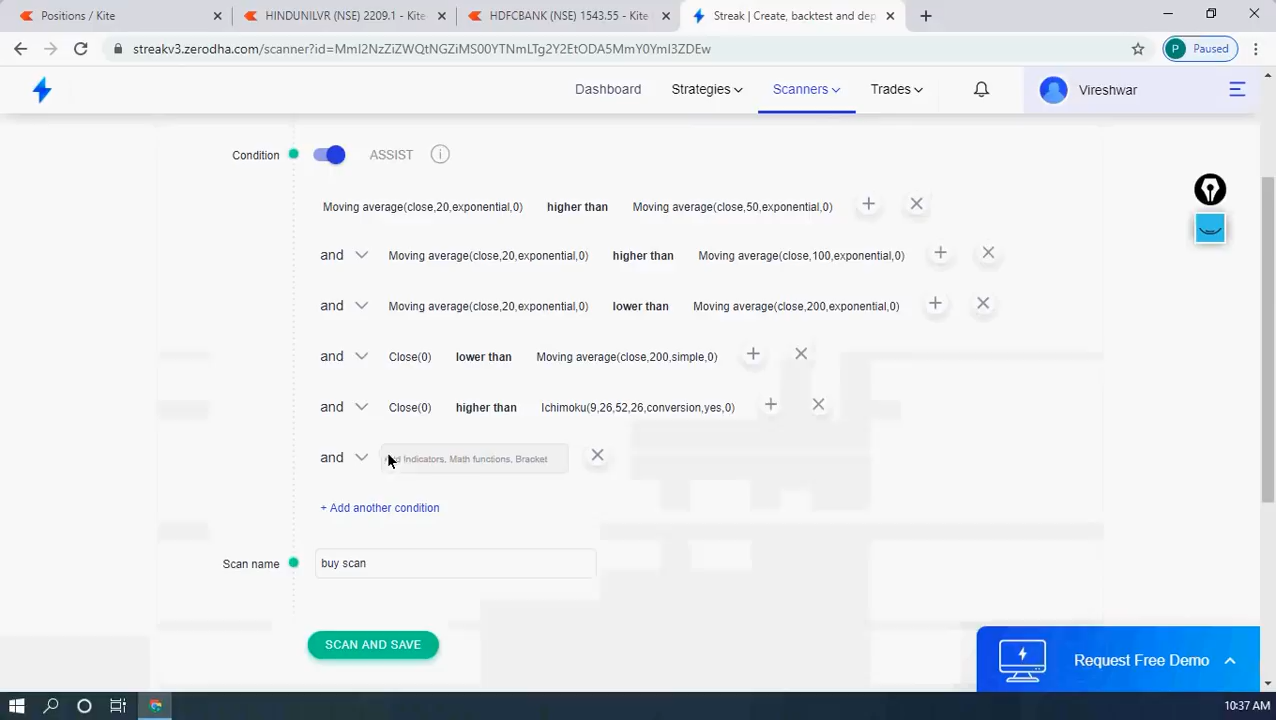 Positions / Kite
HINDUNILVR (NSE) 2209.1 - Kite
HDFCBANK (NSE) 1543.55 - Kite
Streak | Create, backtest and dep
streakv3.zerodha.com/scanner?id=MmI2NzZiZWQtNGZiMS00YTNmLTg2Y2EtODA5MmY0YmI3ZDEw
Paused
Dashboard
Strategies
Scanners
Trades
Vireshwar
Condition
ASSIST
Moving average(close,20,exponential,0) higher than Moving average(close,50,exponential,0)
and Moving average(close,20,exponential,0) higher than Moving average(close,100,exponential,0)
and Moving average(close,20,exponential,0) lower than Moving average(close,200,exponential,0)
and Close(0) lower than Moving average(close,200,simple,0)
and Close(0) higher than Ichimoku(9,26,52,26,conversion,yes,0)
and Indicators, Math functions, Bracket
+ Add another condition
Scan name
buy scan
SCAN AND SAVE
Request Free Demo
10:37 AM